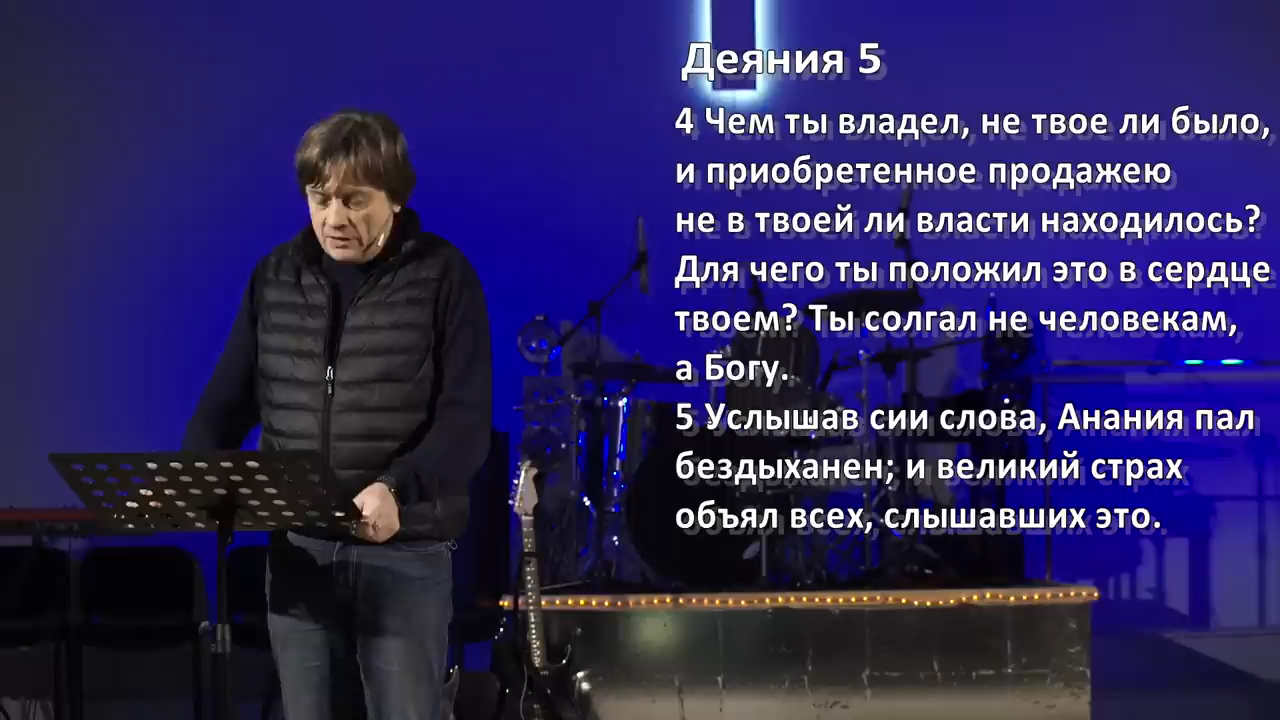 Деяния 5
4 Чем ты владел, не твое ли было,
и приобретенное продажею
не в твоей ли власти находилось?
Для чего ты положил это в сердце
твоем? Ты солгал не человекам,
а Богу.
5 Услышав сии слова, Анания пал
бездыханен; и великий страх
объял всех, слышавших это.